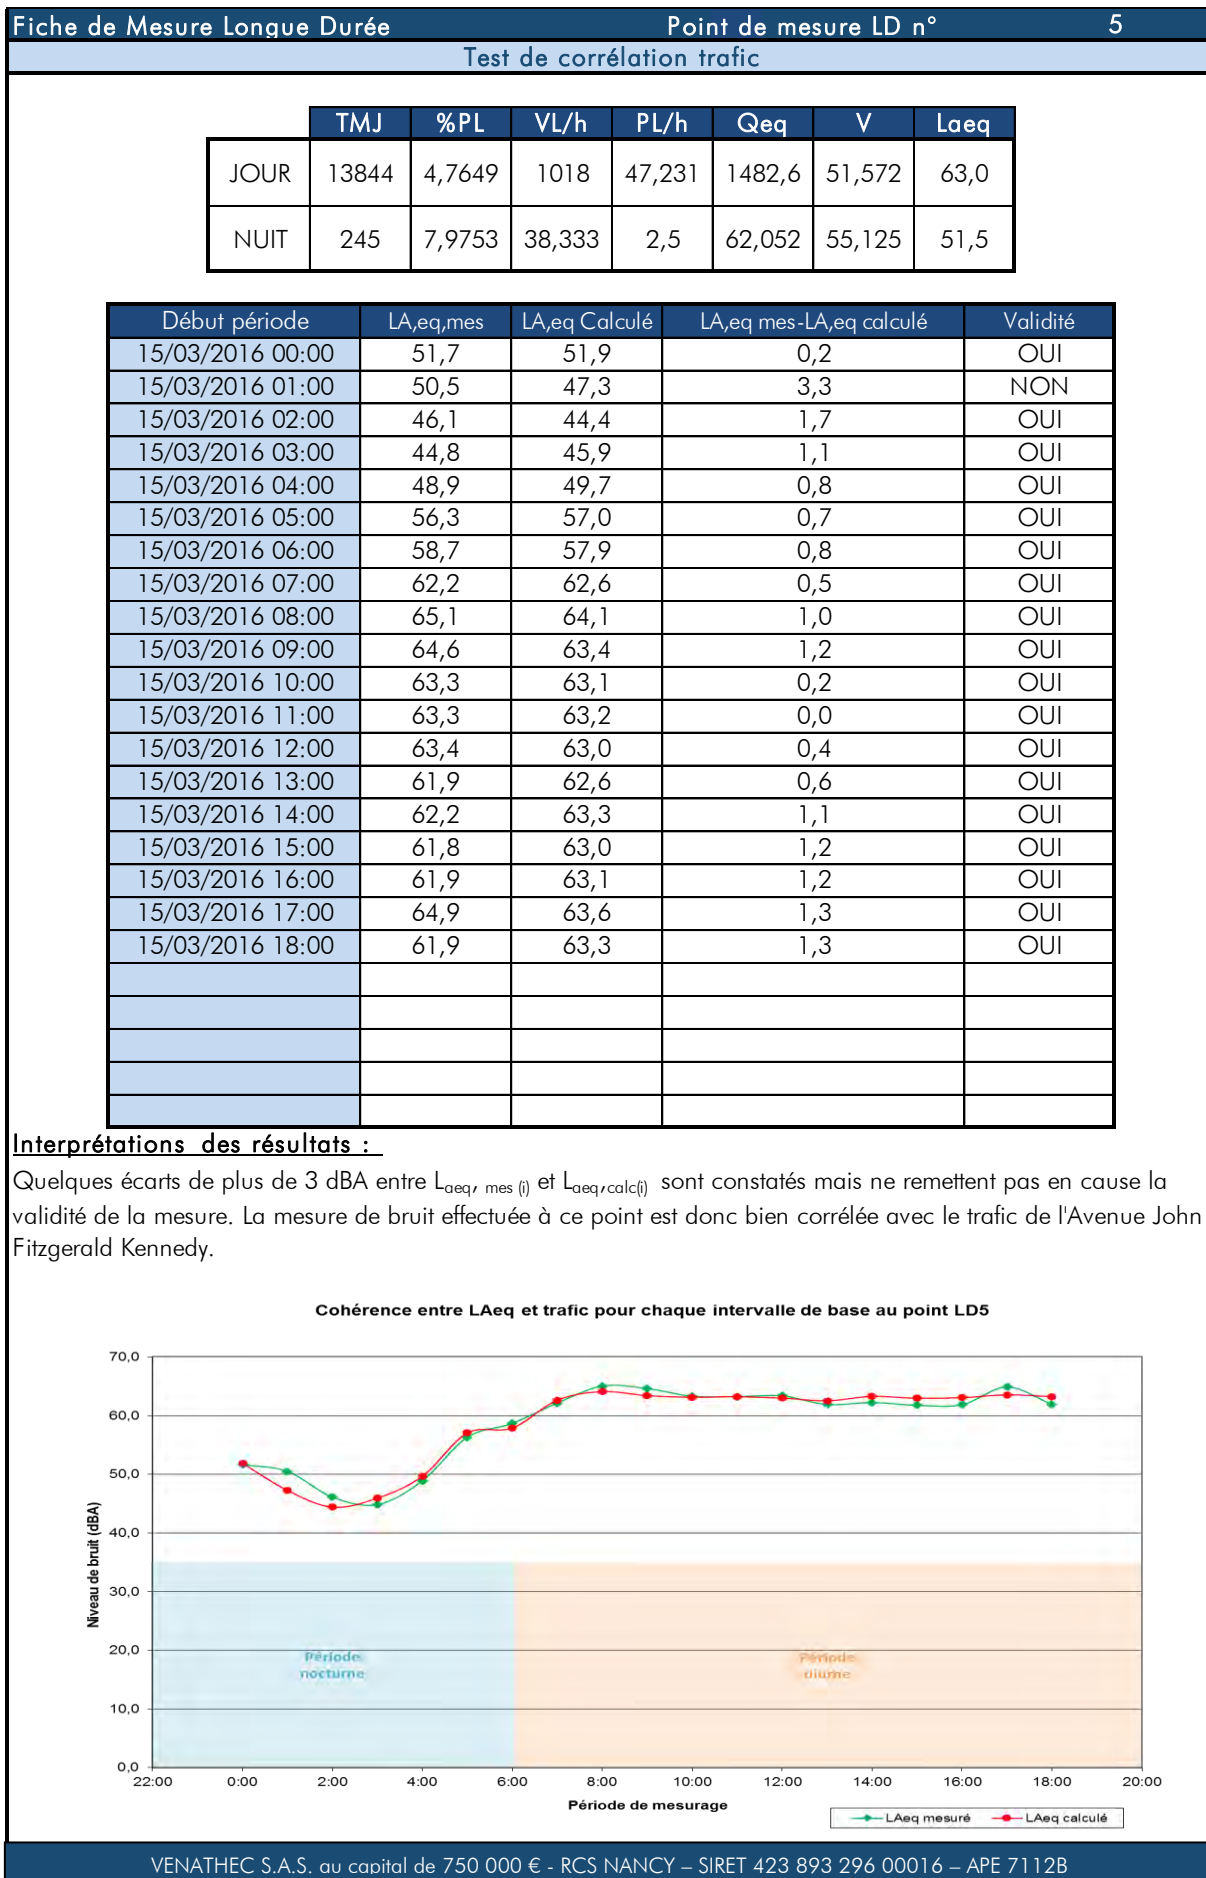 Fiche de Mesure Longue Durée Point de mesure LD n° 5
Test de corrélation trafic
TMJ %PL VL/h PL/h Qeq V Laeq
JOUR 13844 4,7649 1018 47,231 1482,6 51,572 63,0
NUIT 245 7,9753 38,333 2,5 62,052 55,125 51,5
Début période LA,eq,mes LA,eq Calculé LA,eq mes-LA,eq calculé Validité
15/03/2016 00:00 51,7 51,9 0,2 OUI
15/03/2016 01:00 50,5 47,3 3,3 NON
15/03/2016 02:00 46,1 44,4 1,7 OUI
15/03/2016 03:00 44,8 45,9 1,1 OUI
15/03/2016 04:00 48,9 49,7 0,8 OUI
15/03/2016 05:00 56,3 57,0 0,7 OUI
15/03/2016 06:00 58,7 57,9 0,8 OUI
15/03/2016 07:00 62,2 62,6 0,5 OUI
15/03/2016 08:00 65,1 64,1 1,0 OUI
15/03/2016 09:00 64,6 63,4 1,2 OUI
15/03/2016 10:00 63,3 63,1 0,2 OUI
15/03/2016 11:00 63,3 63,2 0,0 OUI
15/03/2016 12:00 63,4 63,0 0,4 OUI
15/03/2016 13:00 61,9 62,6 0,6 OUI
15/03/2016 14:00 62,2 63,3 1,1 OUI
15/03/2016 15:00 61,8 63,0 1,2 OUI
15/03/2016 16:00 61,9 63,1 1,2 OUI
15/03/2016 17:00 64,9 63,6 1,3 OUI
15/03/2016 18:00 61,9 63,3 1,3 OUI
Interprétations des résultats :
Quelques écarts de plus de 3 dBA entre Laeq, mes (i) et Laeq,calc(i) sont constatés mais ne remettent pas en cause la
validité de la mesure. La mesure de bruit effectuée à ce point est donc bien corrélée avec le trafic de l'Avenue John
Fitzgerald Kennedy.
Cohérence entre LAeq et trafic pour chaque intervalle de base au point LD5
Niveau de bruit (dBA)
70,0
60,0
50,0
40,0
30,0
20,0
10,0
0,0
Période
nocturne
Période
diurne
22:00 0:00 2:00 4:00 6:00 8:00 10:00 12:00 14:00 16:00 18:00 20:00
Période de mesurage
LAeq mesuré LAeq calculé
VENATHEC S.A.S. au capital de 750 000 € - RCS NANCY – SIRET 423 893 296 00016 – APE 7112B